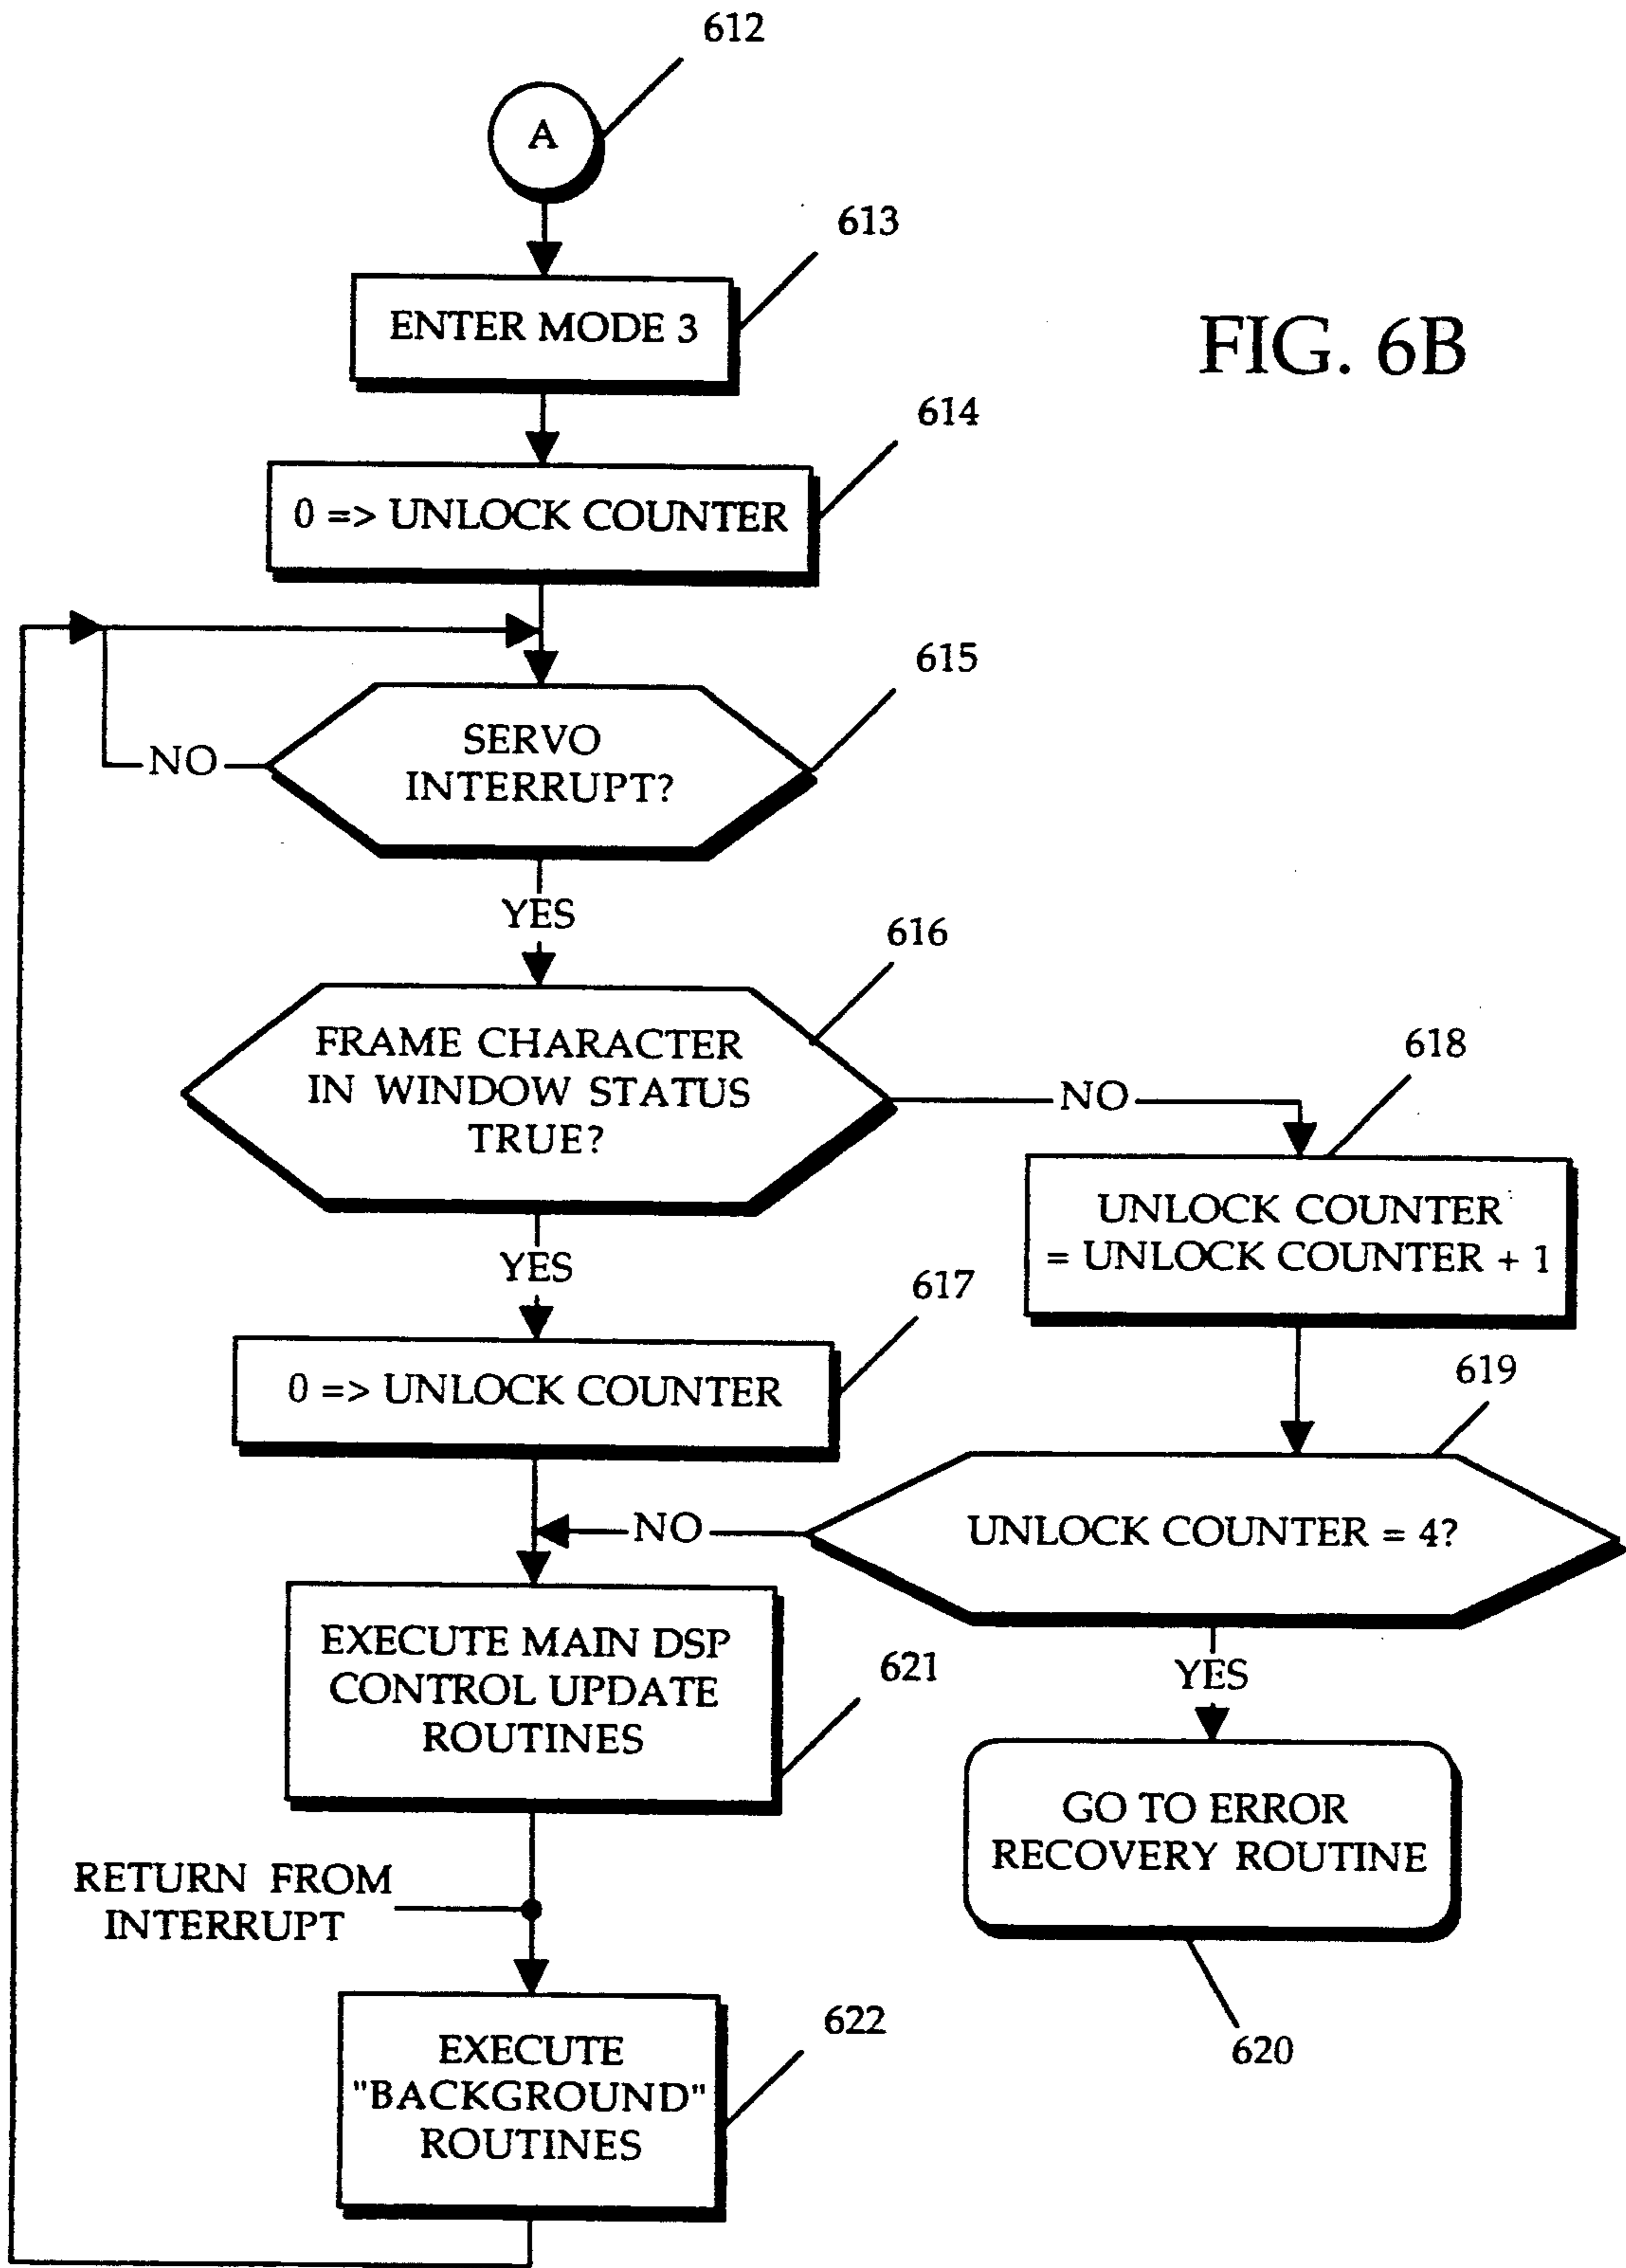 612
A
613
ENTER MODE 3
FIG. 6B
614
0 => UNLOCK COUNTER
615
SERVO
INTERRUPT?
NO
YES
616
FRAME CHARACTER
IN WINDOW STATUS
TRUE?
NO
618
UNLOCK COUNTER
= UNLOCK COUNTER + 1
YES
617
0 => UNLOCK COUNTER
619
UNLOCK COUNTER = 4?
NO
YES
EXECUTE MAIN DSP
CONTROL UPDATE
ROUTINES
621
GO TO ERROR
RECOVERY ROUTINE
620
RETURN FROM
INTERRUPT
622
EXECUTE
"BACKGROUND"
ROUTINES